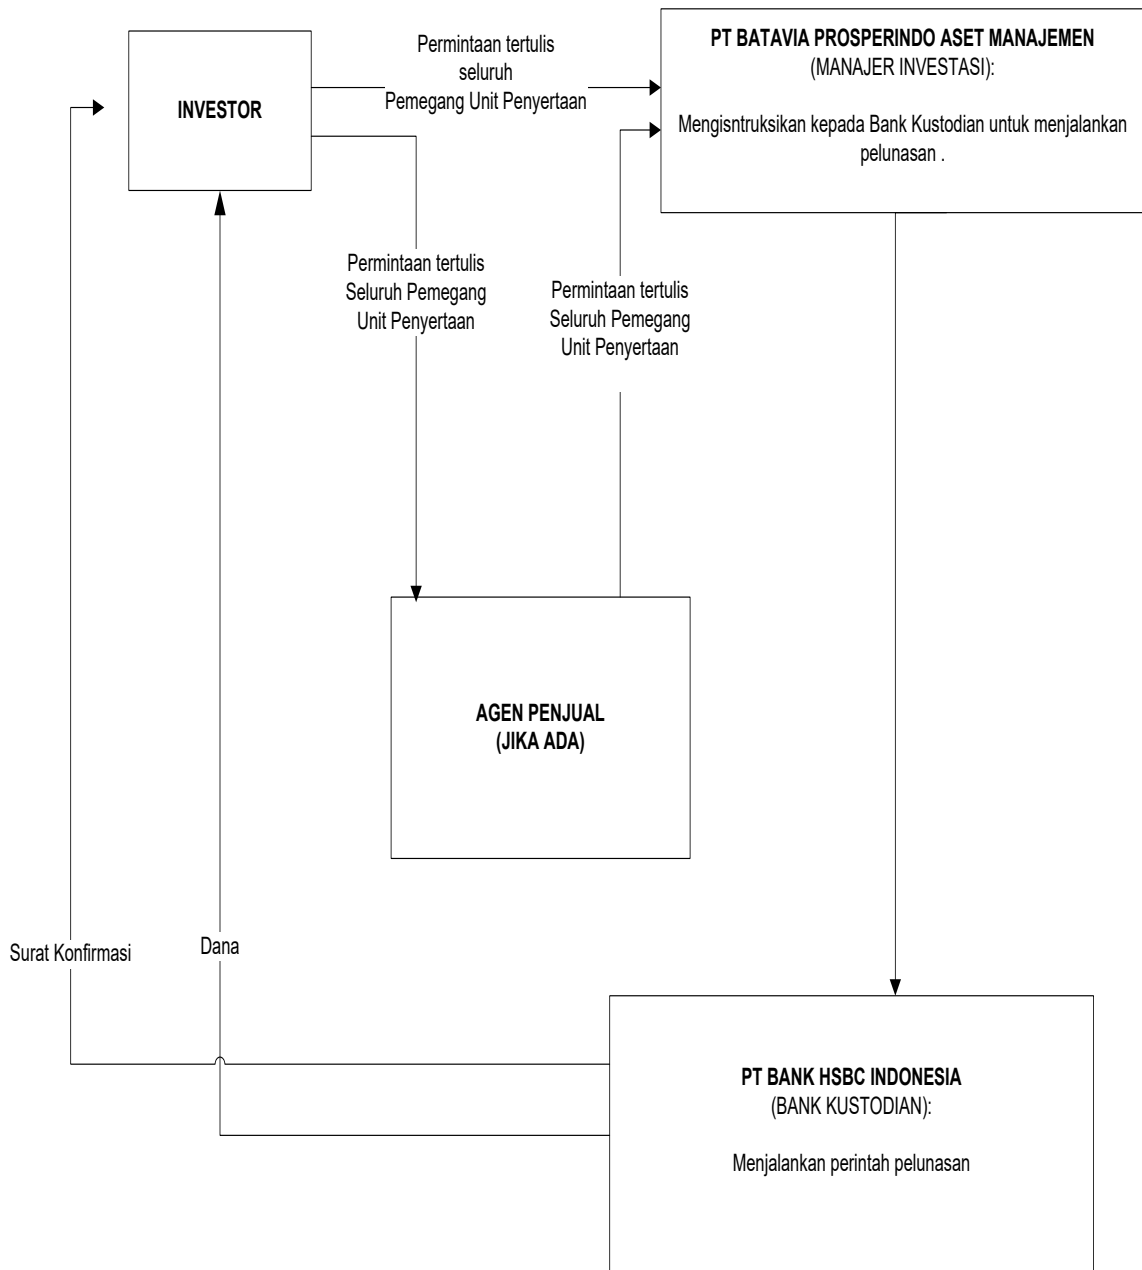 Permintaan tertulis
seluruh
Pemegang Unit Penyertaan
PT BATAVIA PROSPERINDO ASET MANAJEMEN
(MANAJER INVESTASI):
Mengisntruksikan kepada Bank Kustodian untuk menjalankan
pelunasan .
INVESTOR
Permintaan tertulis
Seluruh Pemegang
Unit Penyertaan
Permintaan tertulis
Seluruh Pemegang
Unit Penyertaan
AGEN PENJUAL
(JIKA ADA)
Surat Konfirmasi
Dana
PT BANK HSBC INDONESIA
(BANK KUSTODIAN):
Menjalankan perintah pelunasan